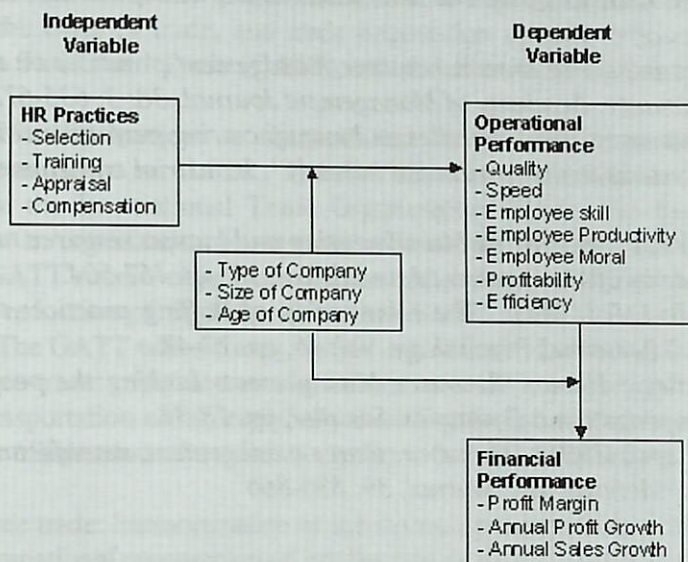 Independent
Variable
Dependent
Variable
HR Practices
- Selection
- Training
- Appraisal
- Compensation
Operational
Performance
- Quality
- Speed
- Employee skill
- Employee Productivity
- Employee Moral
- Profitability
- Efficiency
- Type of Company
- Size of Company
- Age of Company
Financial
Performance
- Profit Margin
- Annual Profit Growth
- Annual Sales Growth